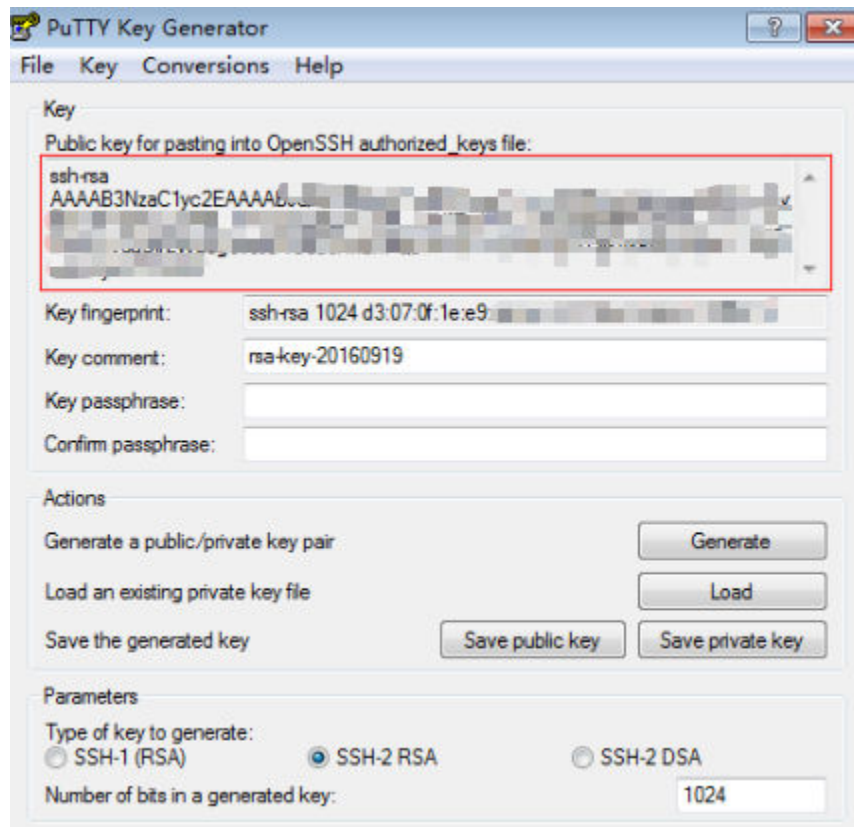 PuTTY Key Generator
File Key Conversions Help
Key
Public key for pasting into OpenSSH authorized_keys file:
ssh-rsa
AAAAB3NzaC1yc2EAAAAB
Key fingerprint: ssh-rsa 1024 d3:07:0f:1e:e9:
Key comment: rsa-key-20160919
Key passphrase:
Confirm passphrase:
Actions
Generate a public/private key pair Generate
Load an existing private key file Load
Save the generated key Save public key Save private key
Parameters
Type of key to generate:
SSH-1 (RSA) SSH-2 RSA SSH-2 DSA
Number of bits in a generated key: 1024